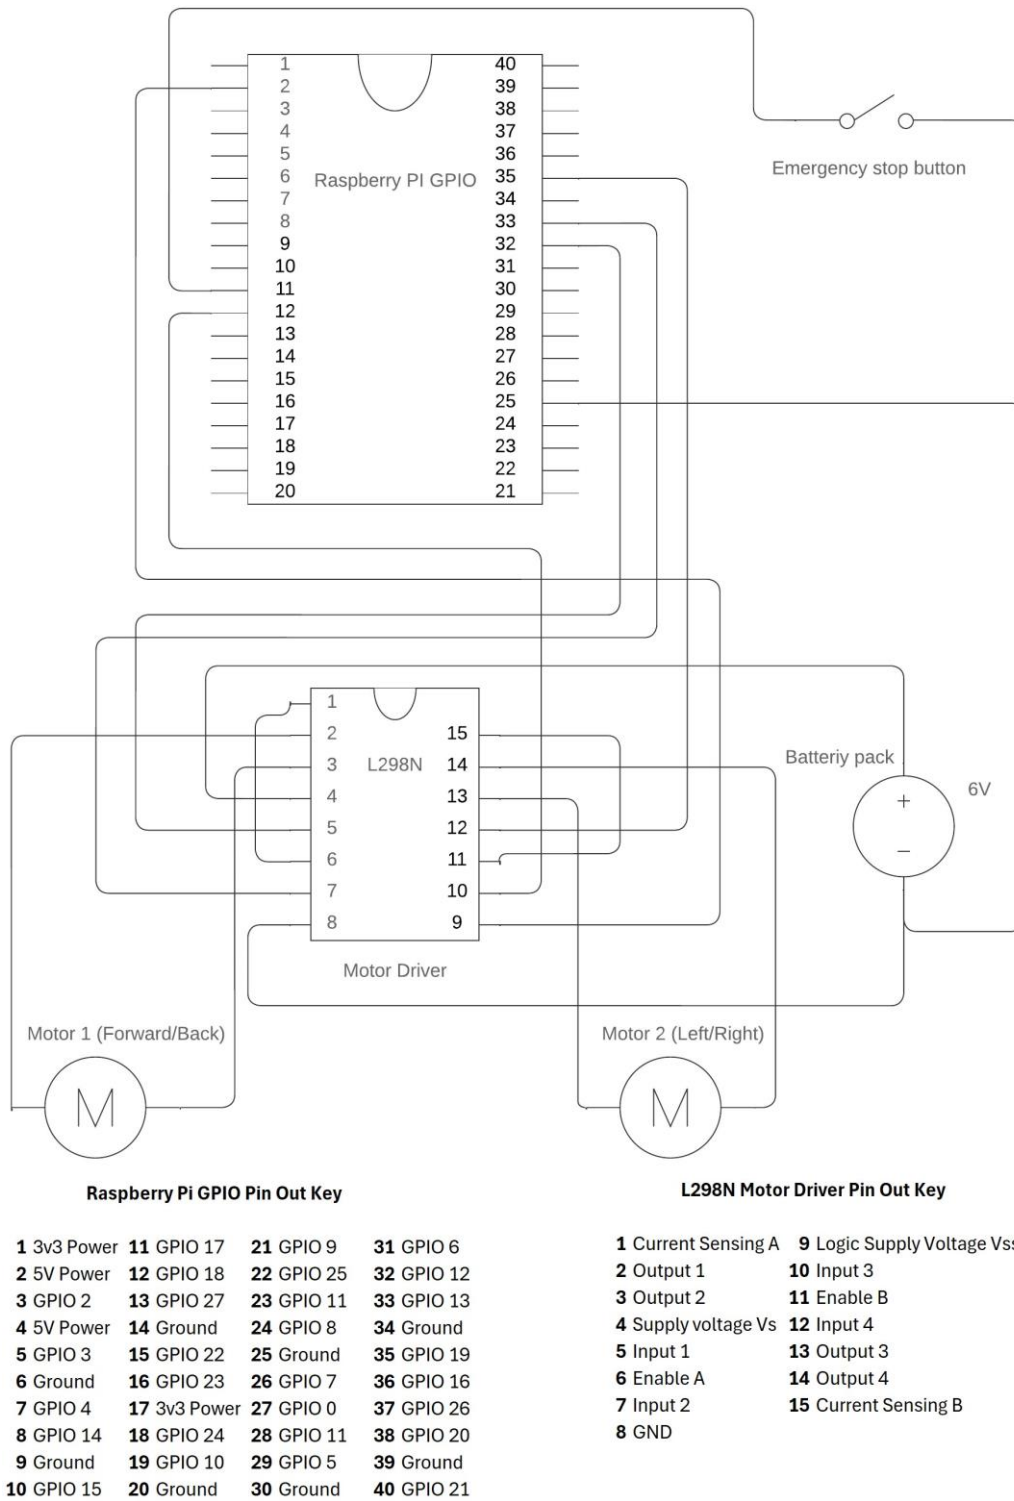 1 40
2 39
3 38
4 37
5 36
6 35
Raspberry PI GPIO
7 34
8 33
9 32
10 31
11 30
12 29
13 28
14 27
15 26
16 25
17 24
18 23
19 22
20 21
Emergency stop button
1
2 15
3 L298N 14
4 13
5 12
6 11
7 10
8 9
Motor Driver
Batteriy pack
+
6V
−
Motor 1 (Forward/Back)
M
Motor 2 (Left/Right)
M
Raspberry Pi GPIO Pin Out Key
1 3v3 Power 11 GPIO 17 21 GPIO 9 31 GPIO 6
2 5V Power 12 GPIO 18 22 GPIO 25 32 GPIO 12
3 GPIO 2 13 GPIO 27 23 GPIO 11 33 GPIO 13
4 5V Power 14 Ground 24 GPIO 8 34 Ground
5 GPIO 3 15 GPIO 22 25 Ground 35 GPIO 19
6 Ground 16 GPIO 23 26 GPIO 7 36 GPIO 16
7 GPIO 4 17 3v3 Power 27 GPIO 0 37 GPIO 26
8 GPIO 14 18 GPIO 24 28 GPIO 11 38 GPIO 20
9 Ground 19 GPIO 10 29 GPIO 5 39 Ground
10 GPIO 15 20 Ground 30 Ground 40 GPIO 21
L298N Motor Driver Pin Out Key
1 Current Sensing A 9 Logic Supply Voltage Vss
2 Output 1 10 Input 3
3 Output 2 11 Enable B
4 Supply voltage Vs 12 Input 4
5 Input 1 13 Output 3
6 Enable A 14 Output 4
7 Input 2 15 Current Sensing B
8 GND